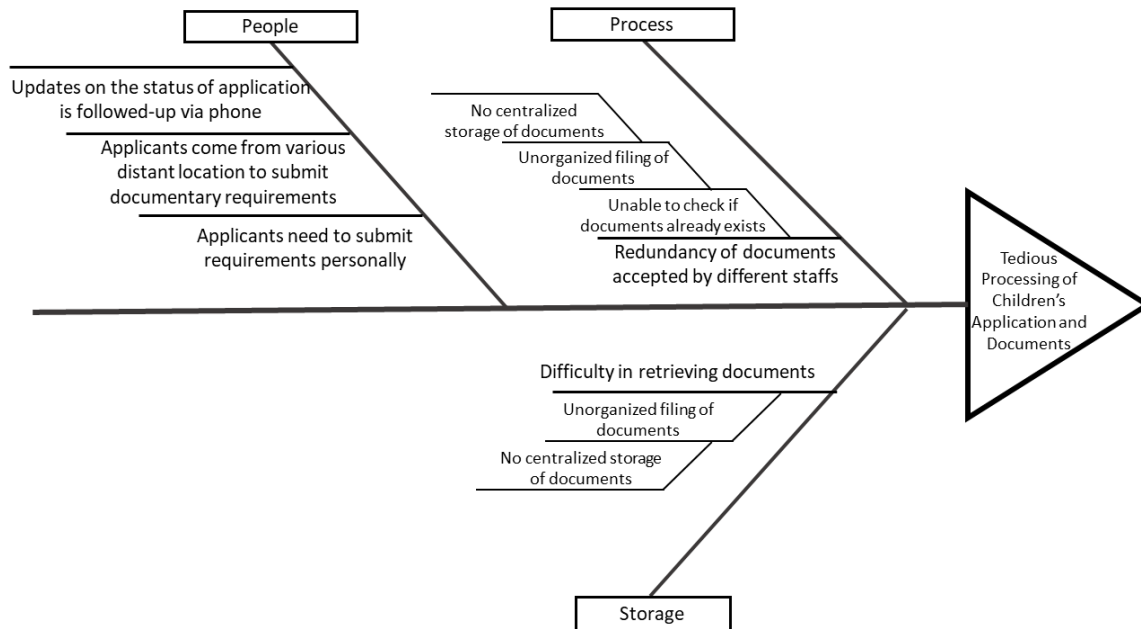 People
Process
Updates on the status of application
is followed-up via phone
Applicants come from various
distant location to submit
documentary requirements
Applicants need to submit
requirements personally
No centralized
storage of documents
Unorganized filing of
documents
Unable to check if
documents already exists
Redundancy of documents
accepted by different staffs
Tedious
Processing of
Children's
Application and
Documents
Difficulty in retrieving documents
Unorganized filing of
documents
No centralized storage
of documents
Storage